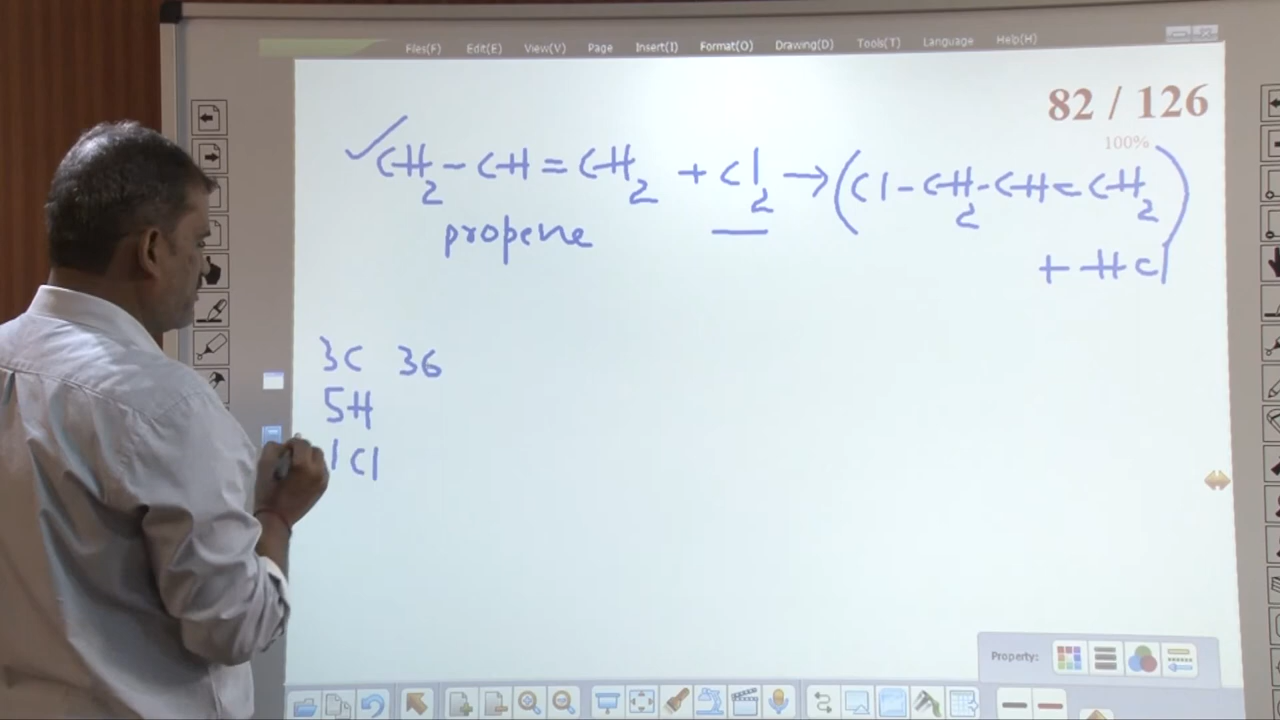 Files(F) Edit(E) View(V) Page Insert(I) Format(O) Drawing(D) Tools(T) Language Help(H)
82 / 126
100%
CH2 - CH = CH2 + Cl2 → (Cl - CH2 - CH = CH2)
propene
+ HCl
3C 36
5H
1Cl
Property: